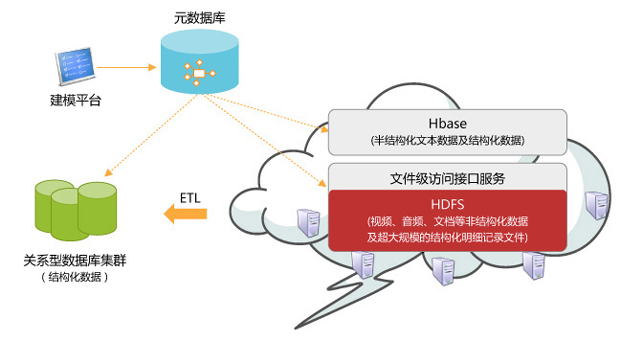 元数据库
建模平台
Hbase
(半结构化文本数据及结构化数据)
文件级访问接口服务
HDFS
(视频、音频、文档等非结构化数据
及超大规模的结构化明细记录文件)
ETL
关系型数据库集群
(结构化数据)